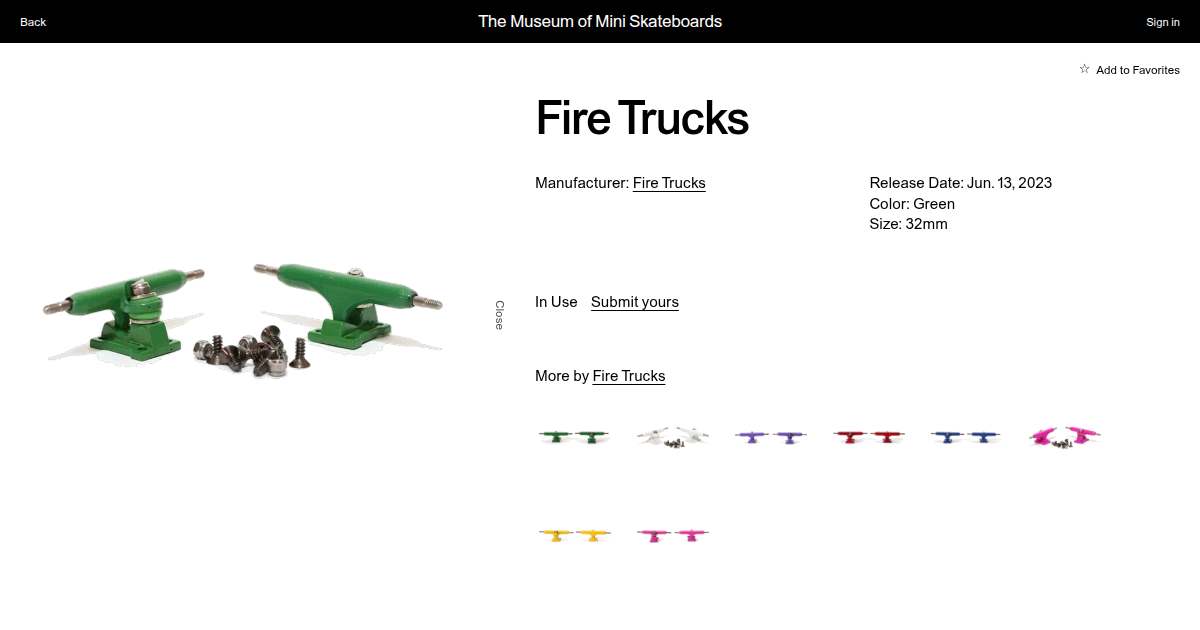 Back
The Museum of Mini Skateboards
Sign in
☆ Add to Favorites
Fire Trucks
Manufacturer: Fire Trucks
Release Date: Jun. 13, 2023
Color: Green
Size: 32mm
Close
In Use Submit yours
More by Fire Trucks